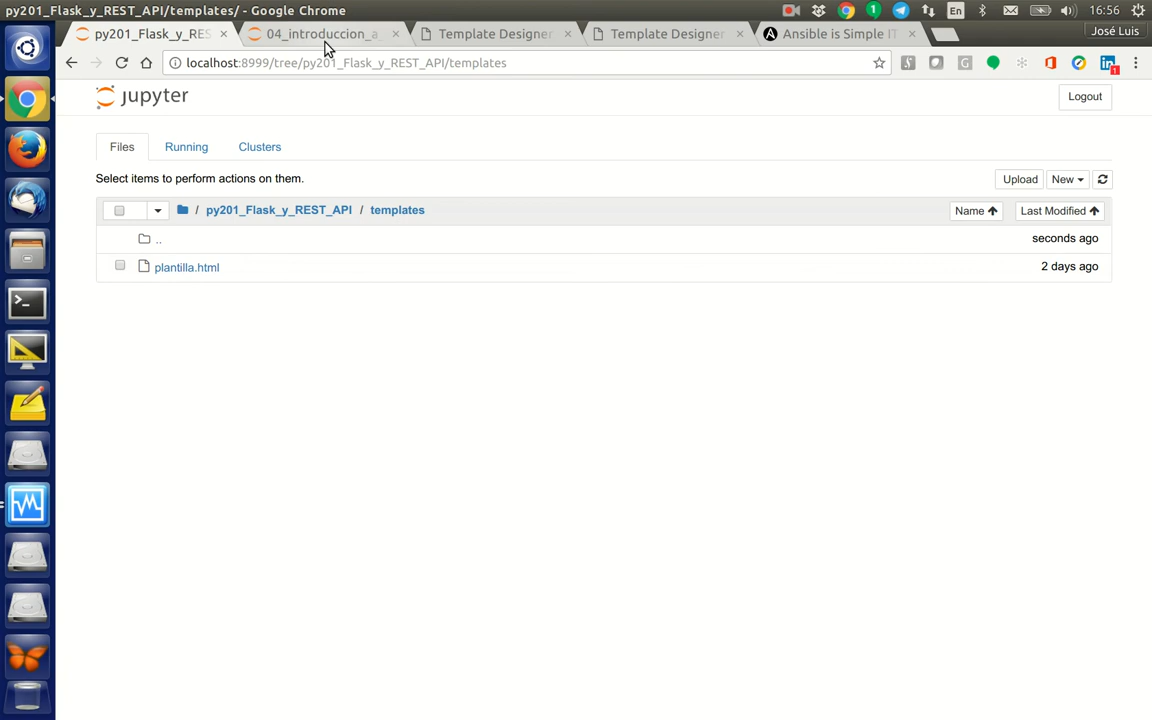 py201_Flask_y_REST_API/templates/ - Google Chrome
En
16:56
py201_Flask_y_RES
04_introduccion_a_
Template Designer
Template Designer
Ansible is Simple IT
José Luis
localhost:8999/tree/py201_Flask_y_REST_API/templates
jupyter
Logout
Files
Running
Clusters
Select items to perform actions on them.
Upload
New
/ py201_Flask_y_REST_API / templates
Name
Last Modified
..
seconds ago
plantilla.html
2 days ago